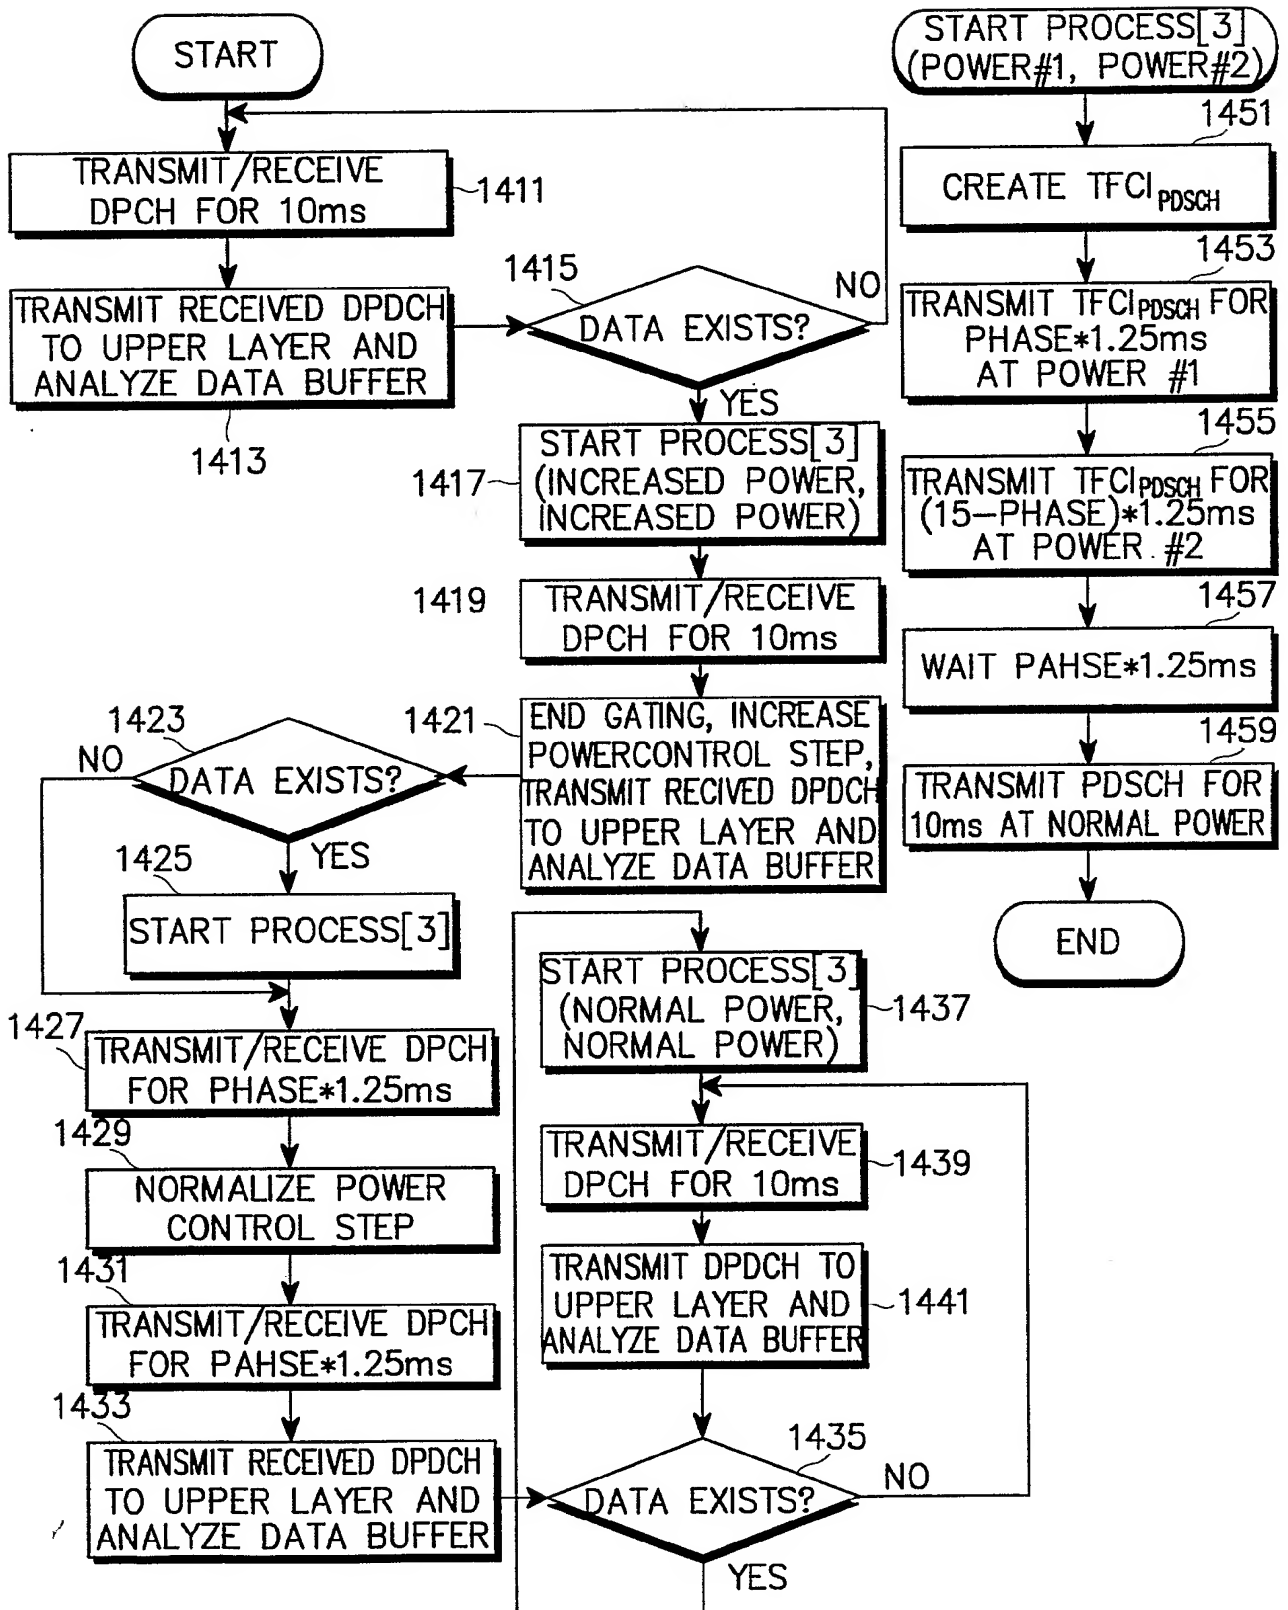 START
TRANSMIT/RECEIVE
DPCH FOR 10ms
1411
TRANSMIT RECEIVED DPDCH
TO UPPER LAYER AND
ANALYZE DATA BUFFER
1413
1415
DATA EXISTS?
NO
YES
START PROCESS[3]
(INCREASED POWER,
INCREASED POWER)
1417
1419
TRANSMIT/RECEIVE
DPCH FOR 10ms
1421
END GATING, INCREASE
POWERCONTROL STEP,
TRANSMIT RECIVED DPDCH
TO UPPER LAYER AND
ANALYZE DATA BUFFER
1423
DATA EXISTS?
NO
YES
1425
START PROCESS[3]
1427
TRANSMIT/RECEIVE DPCH
FOR PHASE*1.25ms
1429
NORMALIZE POWER
CONTROL STEP
1431
TRANSMIT/RECEIVE DPCH
FOR PAHSE*1.25ms
1433
TRANSMIT RECEIVED DPDCH
TO UPPER LAYER AND
ANALYZE DATA BUFFER
1435
DATA EXISTS?
NO
YES
START PROCESS[3]
(NORMAL POWER,
NORMAL POWER)
1437
TRANSMIT/RECEIVE
DPCH FOR 10ms
1439
TRANSMIT DPDCH TO
UPPER LAYER AND
ANALYZE DATA BUFFER
1441
START PROCESS[3]
(POWER#1, POWER#2)
1451
CREATE TFCI PDSCH
1453
TRANSMIT TFCI PDSCH FOR
PHASE*1.25ms
AT POWER #1
1455
TRANSMIT TFCI PDSCH FOR
(15-PHASE)*1.25ms
AT POWER #2
1457
WAIT PAHSE*1.25ms
1459
TRANSMIT PDSCH FOR
10ms AT NORMAL POWER
END